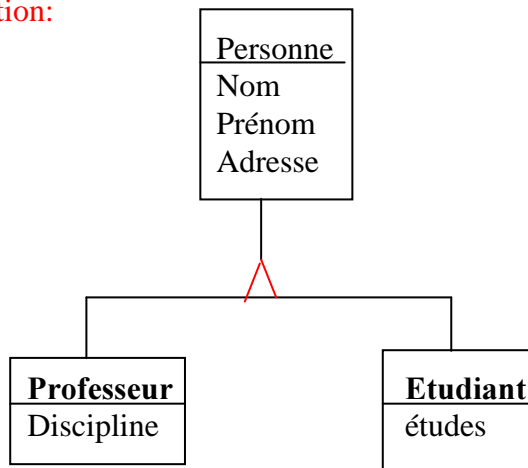 tion:
Personne
Nom
Prénom
Adresse
Professeur
Discipline
Etudiant
études